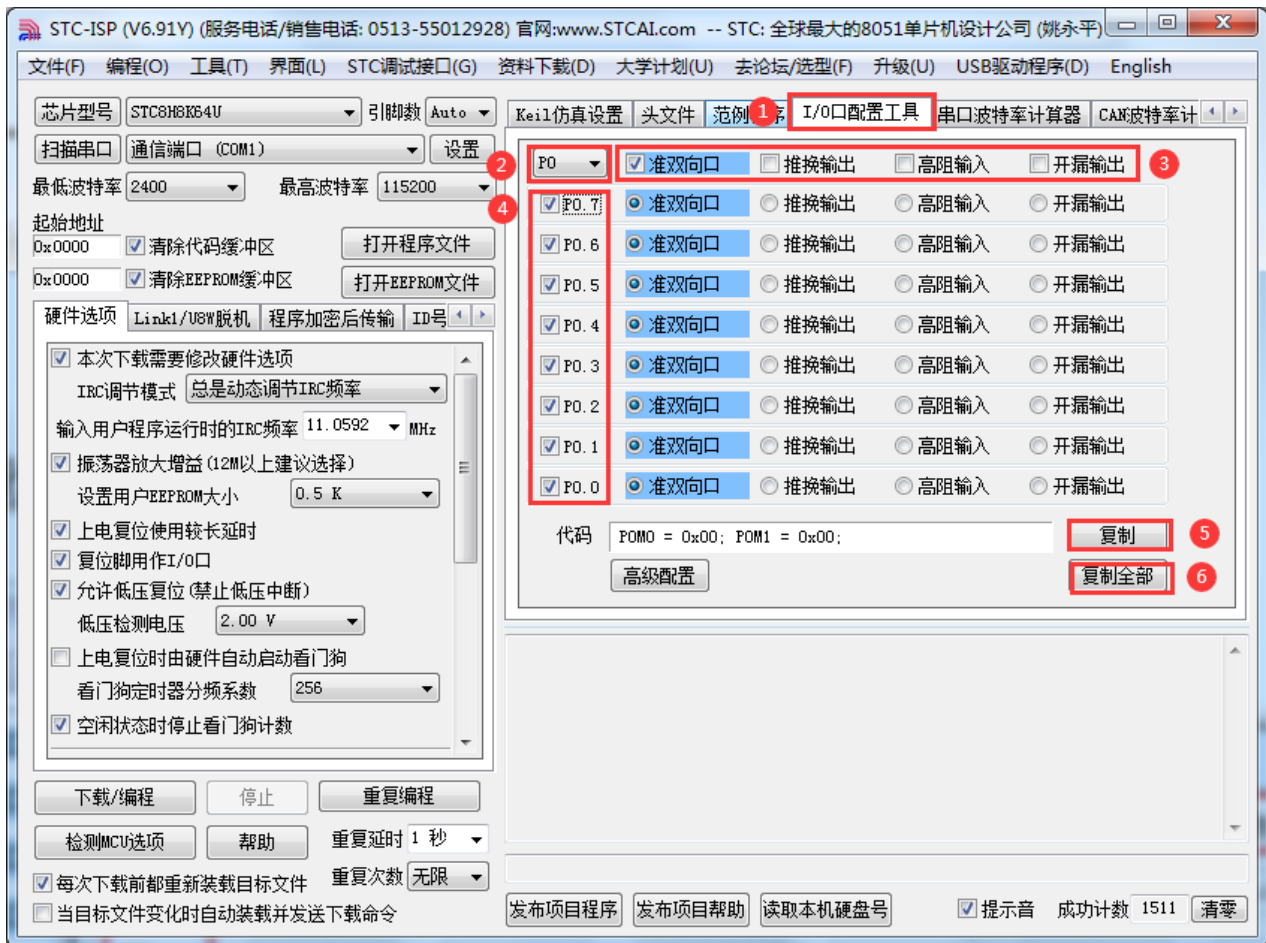 STC-ISP (V6.91Y) (服务电话/销售电话: 0513-55012928) 官网:www.STCAI.com -- STC: 全球最大的8051单片机设计公司 (姚永平)
文件(F) 编程(O) 工具(T) 界面(L) STC调试接口(G) 资料下载(D) 大学计划(U) 去论坛/选型(F) 升级(U) USB驱动程序(D) English
芯片型号 STC8H8K64U 引脚数 Auto
扫描串口 通信端口 (COM1) 设置
最低波特率 2400 最高波特率 115200
起始地址
0x0000 清除代码缓冲区 打开程序文件
0x0000 清除EEPROM缓冲区 打开EEPROM文件
硬件选项 Link1/U8W脱机 程序加密后传输 ID号
本次下载需要修改硬件选项
IRC调节模式 总是动态调节IRC频率
输入用户程序运行时的IRC频率 11.0592 MHz
振荡器放大增益(12M以上建议选择)
设置用户EEPROM大小 0.5 K
上电复位使用较长延时
复位脚用作I/O口
允许低压复位(禁止低压中断)
低压检测电压 2.00 V
上电复位时由硬件自动启动看门狗
看门狗定时器分频系数 256
空闲状态时停止看门狗计数
下载/编程 停止 重复编程
检测MCU选项 帮助 重复延时 1 秒
每次下载前都重新装载目标文件 重复次数 无限
当目标文件变化时自动装载并发送下载命令
Keil仿真设置 头文件 范例 1 序 I/O口配置工具 串口波特率计算器 CAN波特率计
2 P0 准双向口 推挽输出 高阻输入 开漏输出 3
4 P0.7 准双向口 推挽输出 高阻输入 开漏输出
P0.6 准双向口 推挽输出 高阻输入 开漏输出
P0.5 准双向口 推挽输出 高阻输入 开漏输出
P0.4 准双向口 推挽输出 高阻输入 开漏输出
P0.3 准双向口 推挽输出 高阻输入 开漏输出
P0.2 准双向口 推挽输出 高阻输入 开漏输出
P0.1 准双向口 推挽输出 高阻输入 开漏输出
P0.0 准双向口 推挽输出 高阻输入 开漏输出
代码 P0M0 = 0x00; P0M1 = 0x00; 复制 5
高级配置 复制全部 6
发布项目程序 发布项目帮助 读取本机硬盘号 提示音 成功计数 1511 清零